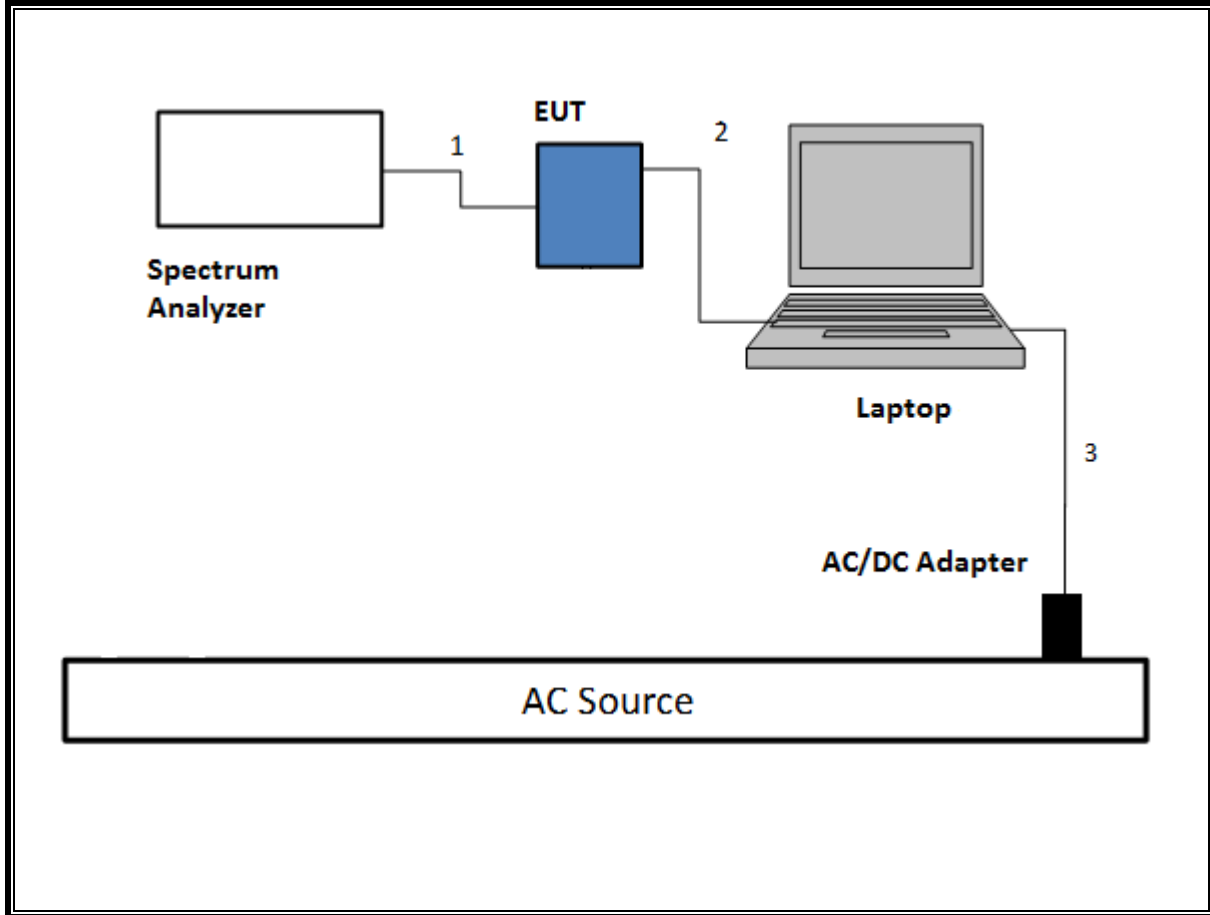 EUT
1
2
Spectrum
Analyzer
Laptop
3
AC/DC Adapter
AC Source